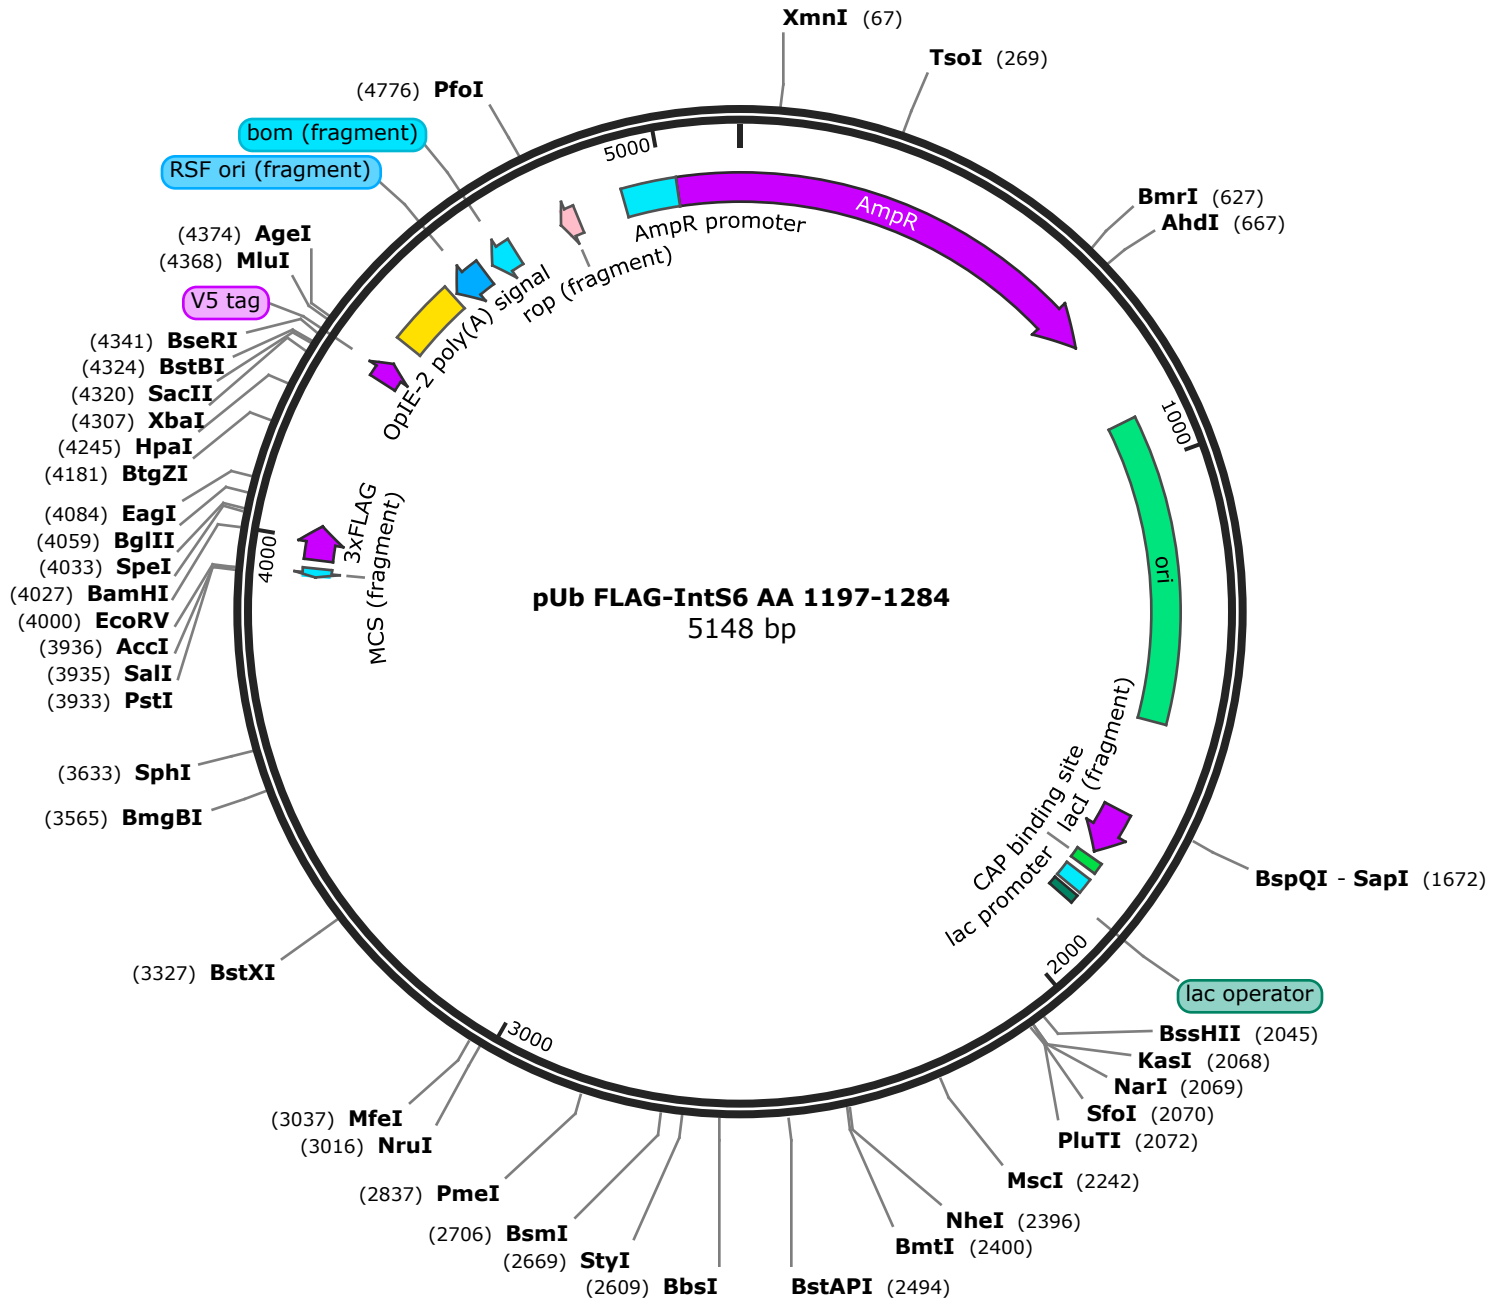 XmnI (67)
TsoI (269)
(4776) PfoI
bom (fragment)
5000
RSF ori (fragment)
BmrI (627)
AhdI (667)
AmpR
AmpR promoter
(4374) AgeI
(4368) MluI
rop (fragment)
V5 tag
(4341) BseRI
(4324) BstBI
(4320) SacII
(4307) XbaI
(4245) HpaI
(4181) BtgZI
OpIE-2 poly(A) signal
1000
(4084) EagI
(4059) BglII
(4033) SpeI
(4027) BamHI
(4000) EcoRV
(3936) AccI
(3935) SalI
(3933) PstI
4000
3xFLAG
MCS (fragment)
ori
pUb FLAG-IntS6 AA 1197-1284
5148 bp
(3633) SphI
(3565) BmgBI
lacI (fragment)
CAP binding site
lac promoter
BspQI - SapI (1672)
2000
lac operator
(3327) BstXI
3000
BssHII (2045)
KasI (2068)
NarI (2069)
SfoI (2070)
PluTI (2072)
(3037) MfeI
(3016) NruI
MscI (2242)
(2837) PmeI
NheI (2396)
(2706) BsmI
BmtI (2400)
(2669) StyI
(2609) BbsI
BstAPI (2494)